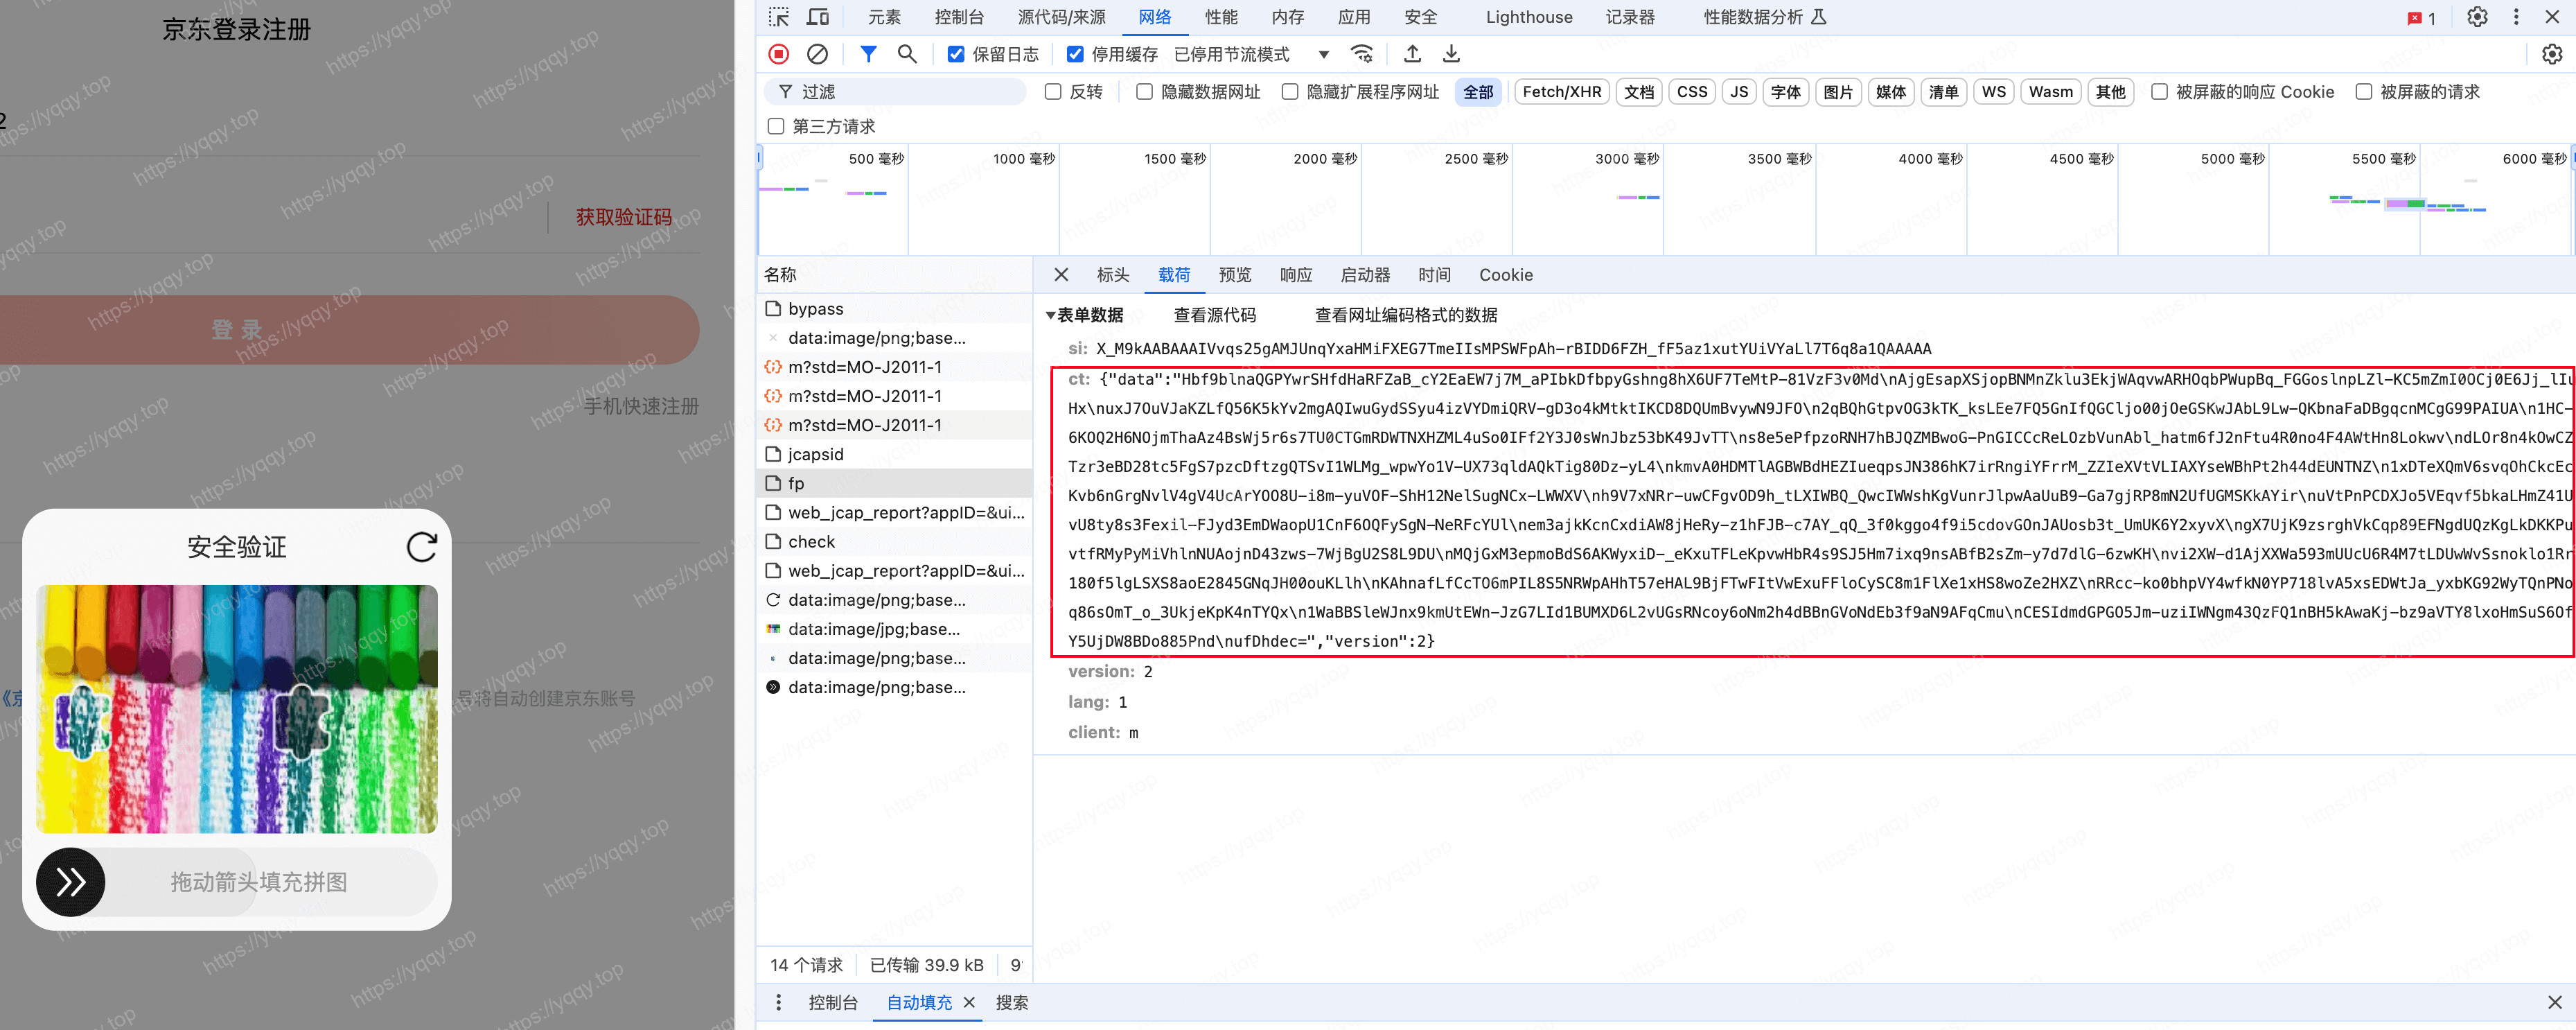 京东登录注册
2
获取验证码
登 录
手机快速注册
《京
号将自动创建京东账号
安全验证
拖动箭头填充拼图
https://yqqy.top
元素 控制台 源代码/来源 网络 性能 内存 应用 安全 Lighthouse 记录器 性能数据分析 1
保留日志 停用缓存 已停用节流模式
过滤 反转 隐藏数据网址 隐藏扩展程序网址 全部 Fetch/XHR 文档 CSS JS 字体 图片 媒体 清单 WS Wasm 其他 被屏蔽的响应 Cookie 被屏蔽的请求
第三方请求
500 毫秒 1000 毫秒 1500 毫秒 2000 毫秒 2500 毫秒 3000 毫秒 3500 毫秒 4000 毫秒 4500 毫秒 5000 毫秒 5500 毫秒 6000 毫秒
名称
bypass
data:image/png;base...
m?std=MO-J2011-1
m?std=MO-J2011-1
m?std=MO-J2011-1
jcapsid
fp
web_jcap_report?appID=&ui...
check
web_jcap_report?appID=&ui...
data:image/png;base...
data:image/jpg;base...
data:image/png;base...
data:image/png;base...
14 个请求 已传输 39.9 kB 9
标头 载荷 预览 响应 启动器 时间 Cookie
表单数据 查看源代码 查看网址编码格式的数据
si: X_M9kAABAAAIVvqs25gAMJUnqYxaHMiFXEG7TmeIIsMPSWFpAh-rBIDD6FZH_fF5az1xutYUiVYaLl7T6q8a1QAAAAA
ct: {"data":"Hbf9blnaQGPYwrSHfdHaRFZaB_cY2EaEW7j7M_aPIbkDfbpyGshng8hX6UF7TeMtP-81VzF3v0Md\nAjgEsapXSjopBNMnZklu3EkjWAqvwARHOqbPWupBq_FGGoslnpLZl-KC5mZmI0OCj0E6Jj_lIu
Hx\nuxJ7OuVJaKZLfQ56K5kYv2mgAQIwuGydSSyu4izVYDmiQRV-gD3o4kMtktIKCD8DQUmBvywN9JFO\n2qBQhGtpvOG3kTK_ksLEe7FQ5GnIfQGCljo00jOeGSKwJAbL9Lw-QKbnaFaDBgqcnMCgG99PAIUA\n1HC-
6KOQ2H6NOjmThaAz4BsWj5r6s7TU0CTGmRDWTNXHZML4uSo0IFf2Y3J0sWnJbz53bK49JvTT\ns8e5ePfpzoRNH7hBJQZMBwoG-PnGICCcReLOzbVunAbl_hatm6fJ2nFtu4R0no4F4AWtHn8Lokwv\ndLOr8n4kOwCZ
Tzr3eBD28tc5FgS7pzcDftzgQTSvI1WLMg_wpwYo1V-UX73qldAQkTig80Dz-yL4\nkmvA0HDMTlAGBWBdHEZIueqpsJN386hK7irRngiYFrrM_ZZIeXVtVLIAXYseWBhPt2h44dEUNTNZ\n1xDTeXQmV6svqOhCkcEc
Kvb6nGrgNvlV4gV4UcArYOO8U-i8m-yuVOF-ShH12NelSugNCx-LWWXV\nh9V7xNRr-uwCFgvOD9h_tLXIWBQ_QwcIWWshKgVunrJlpwAaUuB9-Ga7gjRP8mN2UfUGMSKkAYir\nuVtPnPCDXJo5VEqvf5bkaLHmZ41U
vU8ty8s3Fexil-FJyd3EmDWaopU1CnF6OQFySgN-NeRFcYUl\nem3ajkKcnCxdiAW8jHeRy-z1hFJB-c7AY_qQ_3f0kggo4f9i5cdovGOnJAUosb3t_UmUK6Y2xyvX\ngX7UjK9zsrghVkCqp89EFNgdUQzKgLkDKKPu
vtfRMyPyMiVhlnNUAojnD43zws-7WjBgU2S8L9DU\nMQjGxM3epmoBdS6AKWyxiD-_eKxuTFLeKpvwHbR4s9SJ5Hm7ixq9nsABfB2sZm-y7d7dlG-6zwKH\nvi2XW-d1AjXXWa593mUUcU6R4M7tLDUwWvSsnoklo1Rr
180f5lgLSXS8aoE2845GNqJH00ouKLlh\nKAhnafLfCcTO6mPIL8S5NRWpAHhT57eHAL9BjFTwFItVwExuFFloCySC8m1FlXe1xHS8woZe2HXZ\nRRcc-ko0bhpVY4wfkN0YP718lvA5xsEDWtJa_yxbKG92WyTQnPNo
q86sOmT_o_3UkjeKpK4nTYQx\n1WaBBSleWJnx9kmUtEWn-JzG7LId1BUMXD6L2vUGsRNcoy6oNm2h4dBBnGVoNdEb3f9aN9AFqCmu\nCESIdmdGPGO5Jm-uziIWNgm43QzFQ1nBH5kAwaKj-bz9aVTY8lxoHmSuS6Of
Y5UjDW8BDo885Pnd\nufDhdec=","version":2}
version: 2
lang: 1
client: m
控制台 自动填充 搜索